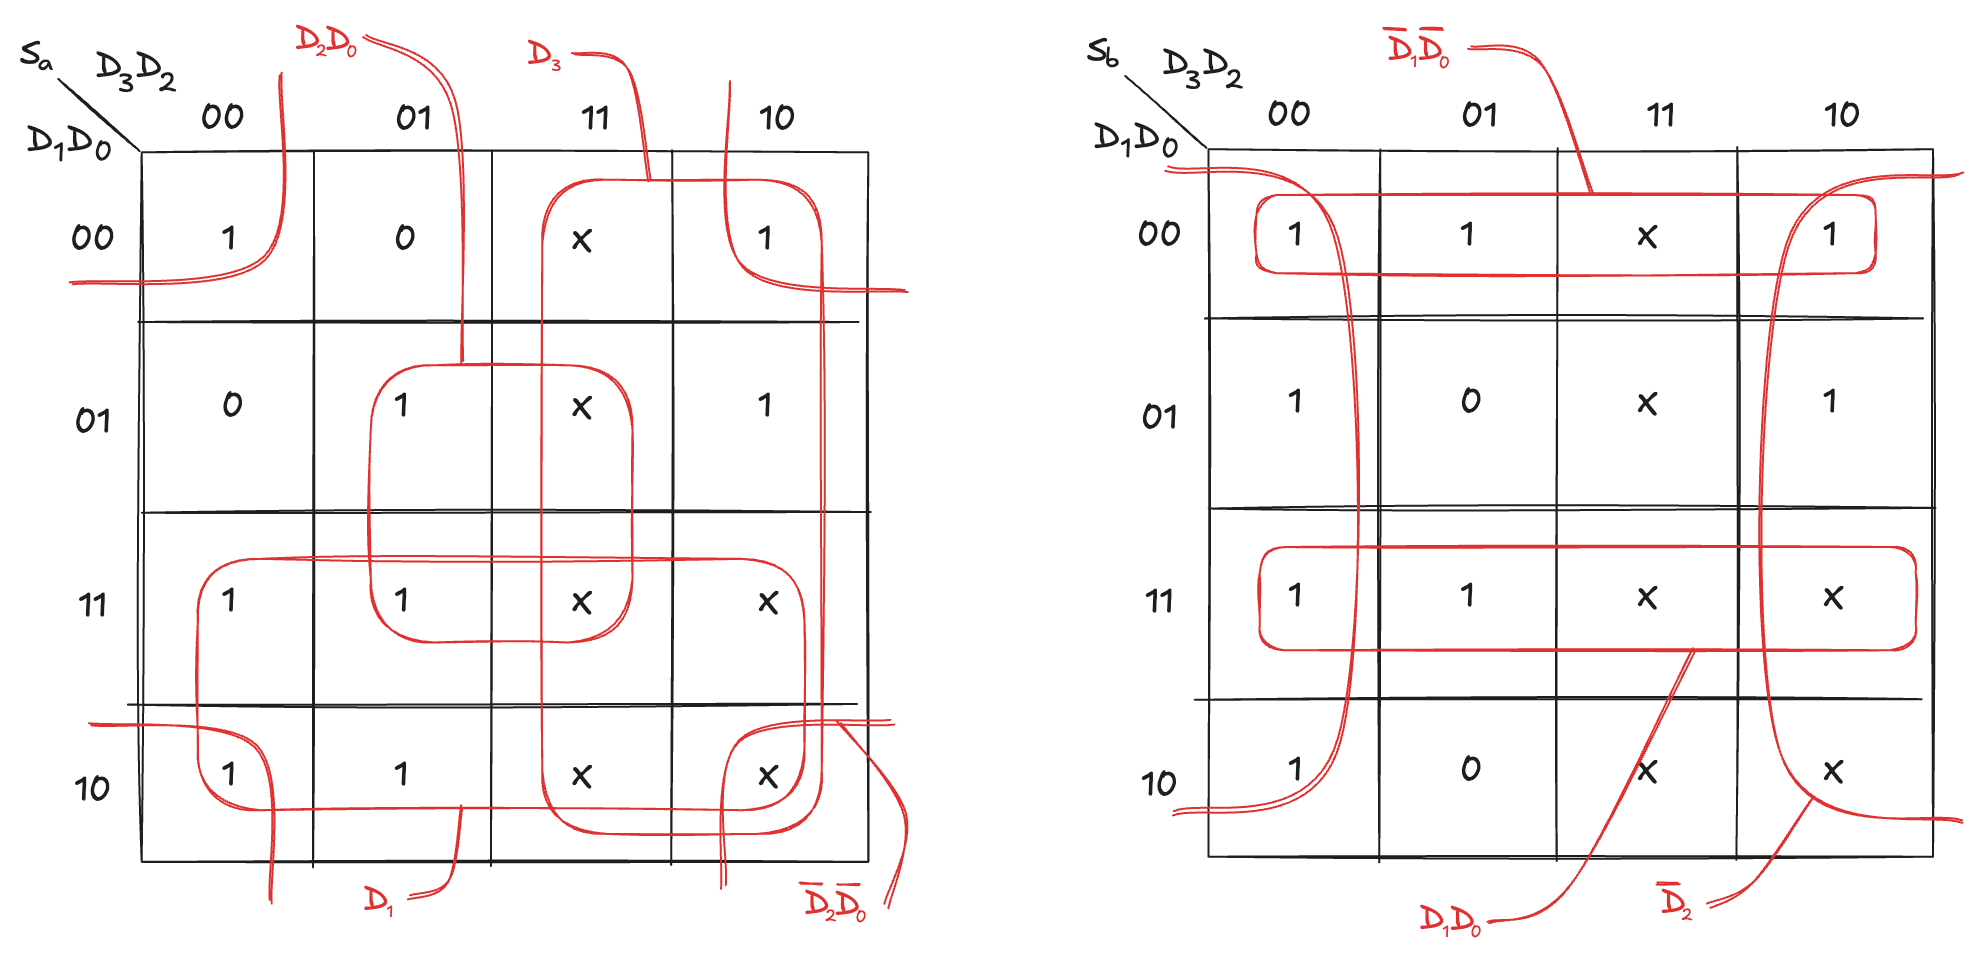 Sₐ D₃D₂
D₁D₀
D₂D₀
D₃
00 01 11 10
00 1 0 X 1
01 0 1 X 1
11 1 1 X X
10 1 1 X X
D₁
D̅₂D̅₀
S_b D₃D₂
D₁D₀
D̅₁D̅₀
00 01 11 10
00 1 1 X 1
01 1 0 X 1
11 1 1 X X
10 1 0 X X
D₁D₀
D̅₂